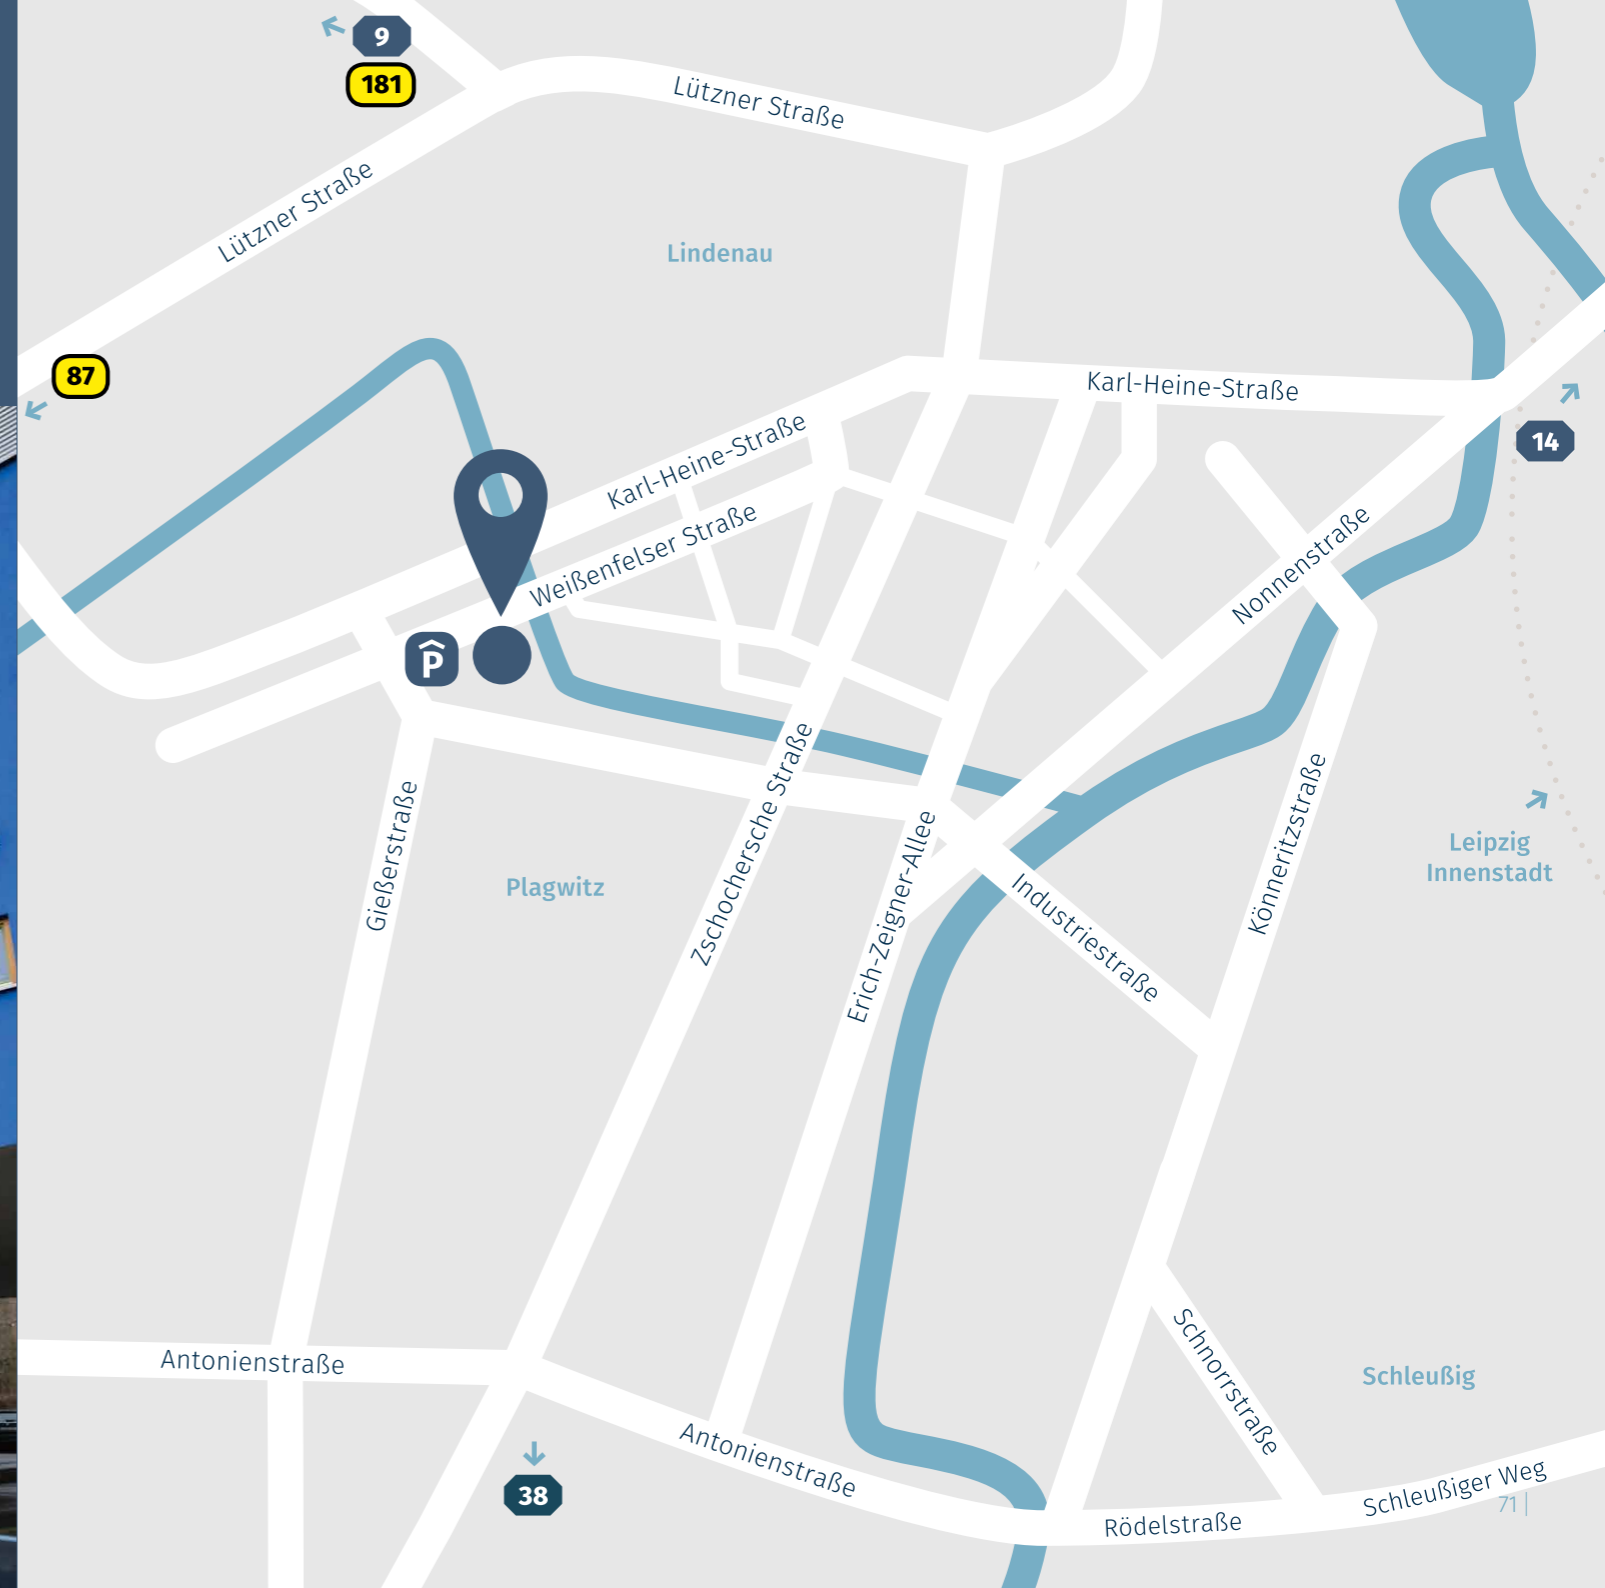 9
181
Lützner Straße
Lützner Straße
Lindenau
87
Karl-Heine-Straße
Karl-Heine-Straße
14
Weißenfelser Straße
Nonnenstraße
P
Gießerstraße
Zschochersche Straße
Erich-Zeigner-Allee
Könneritzstraße
Leipzig
Innenstadt
Plagwitz
Industriestraße
Antonienstraße
Schnorrstraße
Schleußig
Antonienstraße
38
Rödelstraße
Schleußiger Weg
71 |